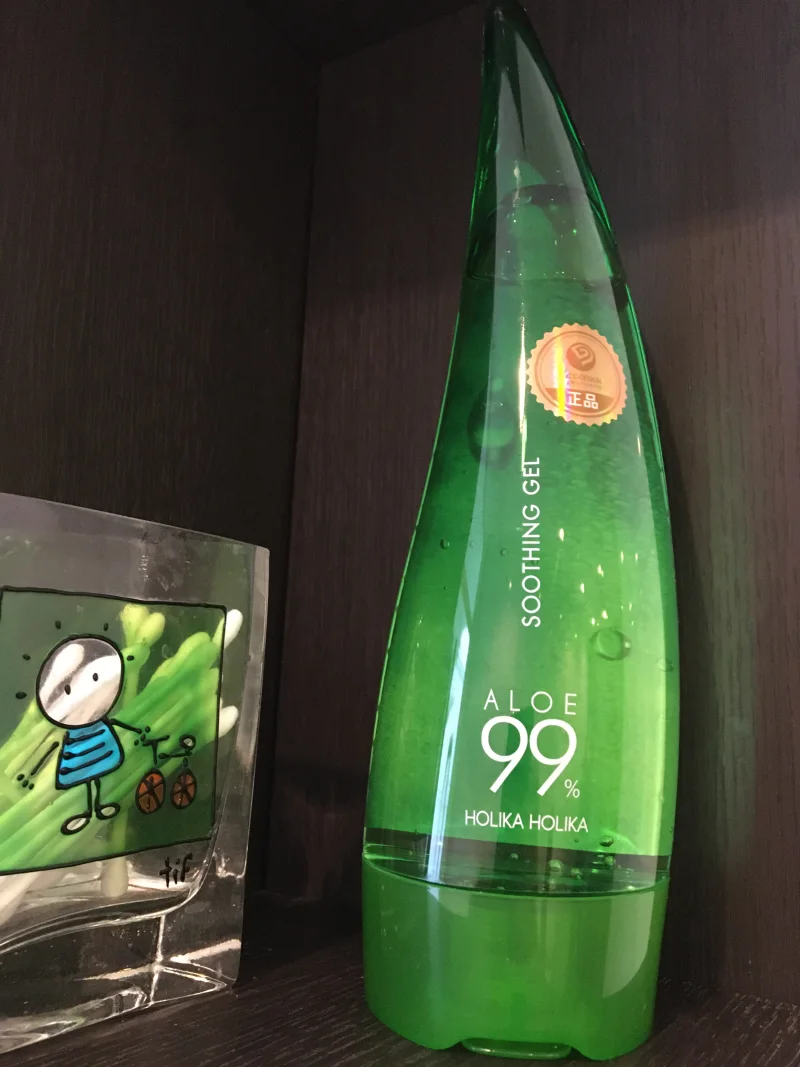 正品
SOOTHING GEL
ALOE
99%
HOLIKA HOLIKA
tif